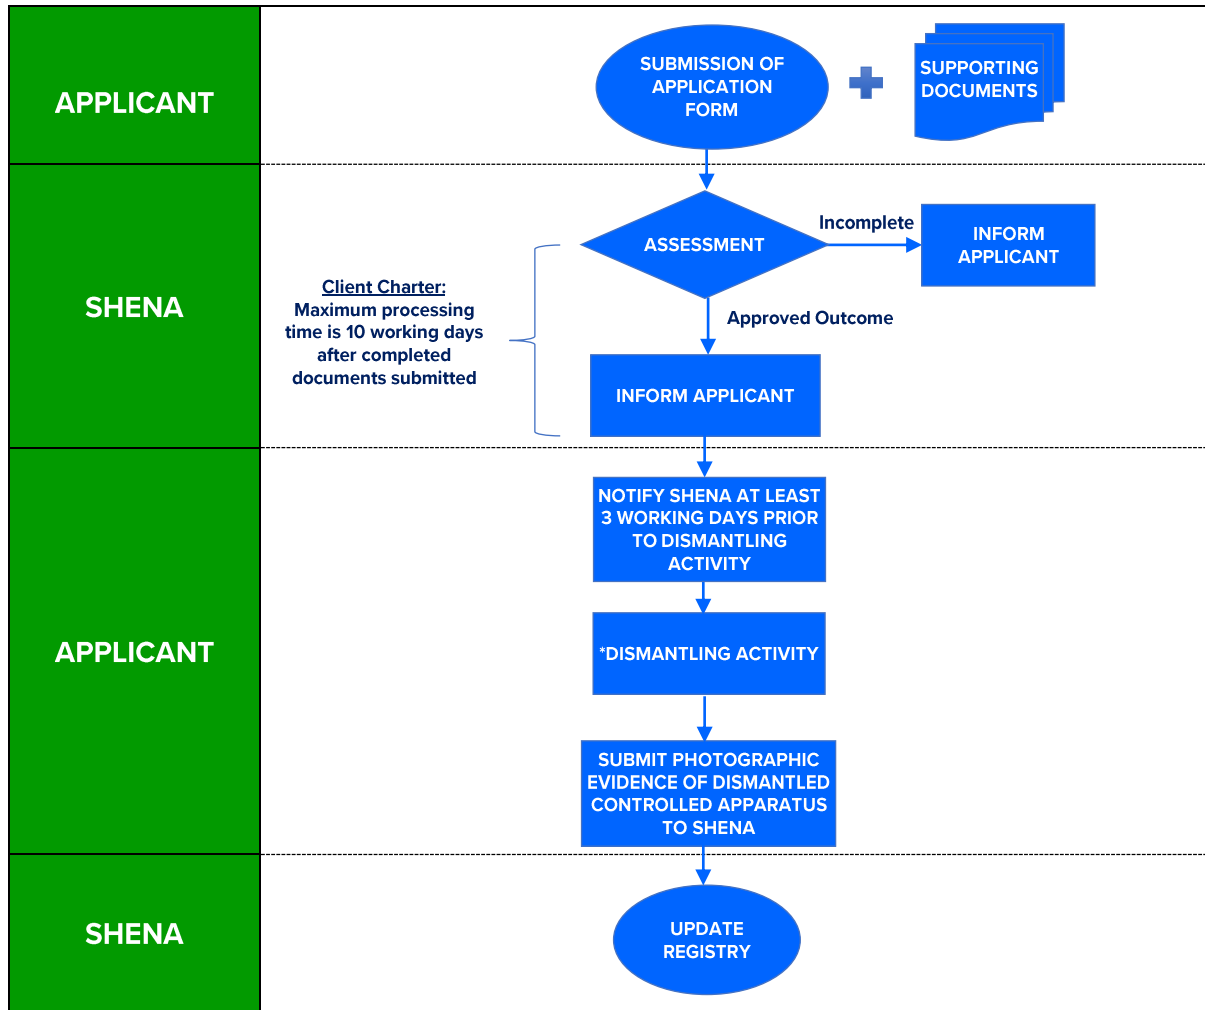 APPLICANT
SUBMISSION OF
APPLICATION
FORM
SUPPORTING
DOCUMENTS
SHENA
ASSESSMENT
Incomplete
INFORM
APPLICANT
Client Charter:
Maximum processing
time is 10 working days
after completed
documents submitted
Approved Outcome
INFORM APPLICANT
APPLICANT
NOTIFY SHENA AT LEAST
3 WORKING DAYS PRIOR
TO DISMANTLING
ACTIVITY
*DISMANTLING ACTIVITY
SUBMIT PHOTOGRAPHIC
EVIDENCE OF DISMANTLED
CONTROLLED APPARATUS
TO SHENA
SHENA
UPDATE
REGISTRY